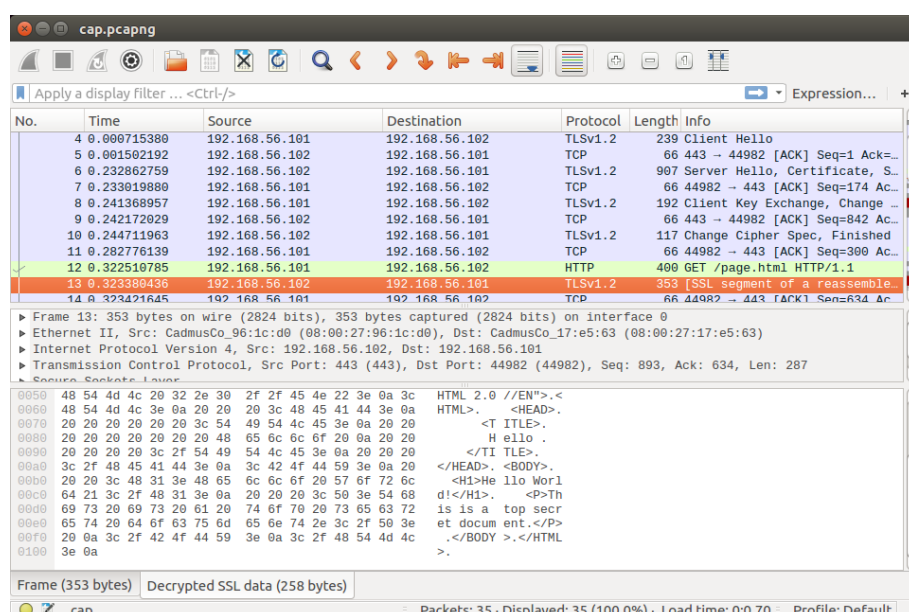 cap.pcapng
Apply a display filter … <Ctrl-/>
Expression…
+
No. Time Source Destination Protocol Length Info
4 0.000715380 192.168.56.101 192.168.56.102 TLSv1.2 239 Client Hello
5 0.001502192 192.168.56.102 192.168.56.101 TCP 66 443 → 44982 [ACK] Seq=1 Ack=…
6 0.232862759 192.168.56.102 192.168.56.101 TLSv1.2 907 Server Hello, Certificate, S…
7 0.233019880 192.168.56.101 192.168.56.102 TCP 66 44982 → 443 [ACK] Seq=174 Ac…
8 0.241368957 192.168.56.101 192.168.56.102 TLSv1.2 192 Client Key Exchange, Change …
9 0.242172029 192.168.56.102 192.168.56.101 TCP 66 443 → 44982 [ACK] Seq=842 Ac…
10 0.244711963 192.168.56.102 192.168.56.101 TLSv1.2 117 Change Cipher Spec, Finished
11 0.282776139 192.168.56.101 192.168.56.102 TCP 66 44982 → 443 [ACK] Seq=300 Ac…
12 0.322510785 192.168.56.101 192.168.56.102 HTTP 400 GET /page.html HTTP/1.1
13 0.323380436 192.168.56.102 192.168.56.101 TLSv1.2 353 [SSL segment of a reassemble…
14 0.323421645 192.168.56.101 192.168.56.102 TCP 66 44982 → 443 [ACK] Seq=634 Ac…
Frame 13: 353 bytes on wire (2824 bits), 353 bytes captured (2824 bits) on interface 0
Ethernet II, Src: CadmusCo_96:1c:d0 (08:00:27:96:1c:d0), Dst: CadmusCo_17:e5:63 (08:00:27:17:e5:63)
Internet Protocol Version 4, Src: 192.168.56.102, Dst: 192.168.56.101
Transmission Control Protocol, Src Port: 443 (443), Dst Port: 44982 (44982), Seq: 893, Ack: 634, Len: 287
Secure Sockets Layer
0050 48 54 4d 4c 20 32 2e 30 2f 2f 45 4e 22 3e 0a 3c HTML 2.0 //EN">.<
0060 48 54 4d 4c 3e 0a 20 20 20 3c 48 45 41 44 3e 0a HTML>. <HEAD>.
0070 20 20 20 20 20 20 3c 54 49 54 4c 45 3e 0a 20 20 <T ITLE>.
0080 20 20 20 20 20 20 20 48 65 6c 6c 6f 20 0a 20 20 H ello .
0090 20 20 20 20 3c 2f 54 49 54 4c 45 3e 0a 20 20 20 </TI TLE>.
00a0 3c 2f 48 45 41 44 3e 0a 3c 42 4f 44 59 3e 0a 20 </HEAD>. <BODY>.
00b0 20 20 3c 48 31 3e 48 65 6c 6c 6f 20 57 6f 72 6c <H1>He llo Worl
00c0 64 21 3c 2f 48 31 3e 0a 20 20 20 3c 50 3e 54 68 d!</H1>. <P>Th
00d0 69 73 20 69 73 20 61 20 74 6f 70 20 73 65 63 72 is is a top secr
00e0 65 74 20 64 6f 63 75 6d 65 6e 74 2e 3c 2f 50 3e et docum ent.</P>
00f0 20 0a 3c 2f 42 4f 44 59 3e 0a 3c 2f 48 54 4d 4c .</BODY >.</HTML
0100 3e 0a >.
Frame (353 bytes) Decrypted SSL data (258 bytes)
cap Packets: 35 · Displayed: 35 (100.0%) · Load time: 0:0.70 Profile: Default